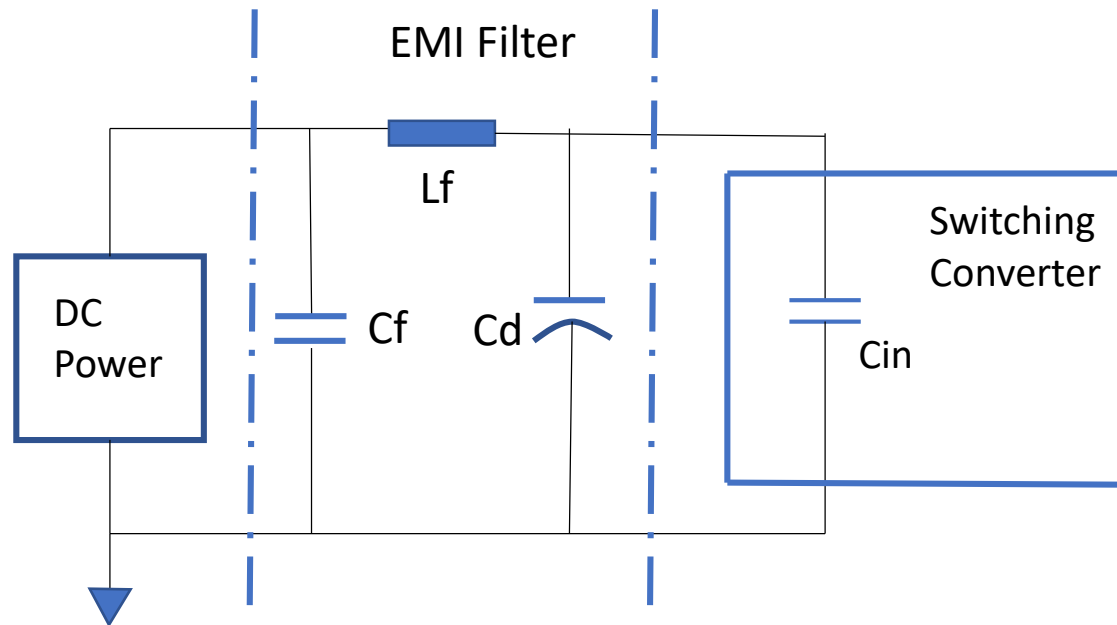 EMI Filter
Lf
DC
Power
Cf
Cd
Switching
Converter
Cin